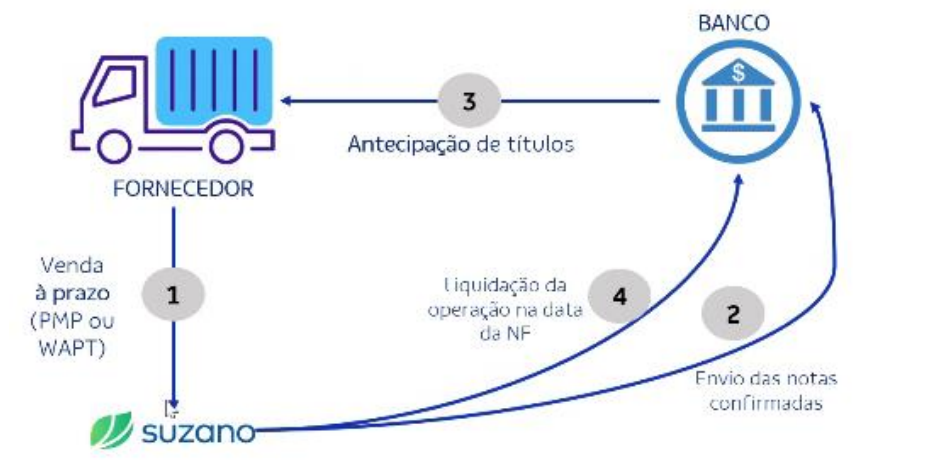 BANCO
3
Antecipação de títulos
FORNECEDOR
Venda
à prazo
(PMP ou
WAPT)
1
Liquidação da
operação na data
da NF
4
2
Envio das notas
confirmadas
suzano